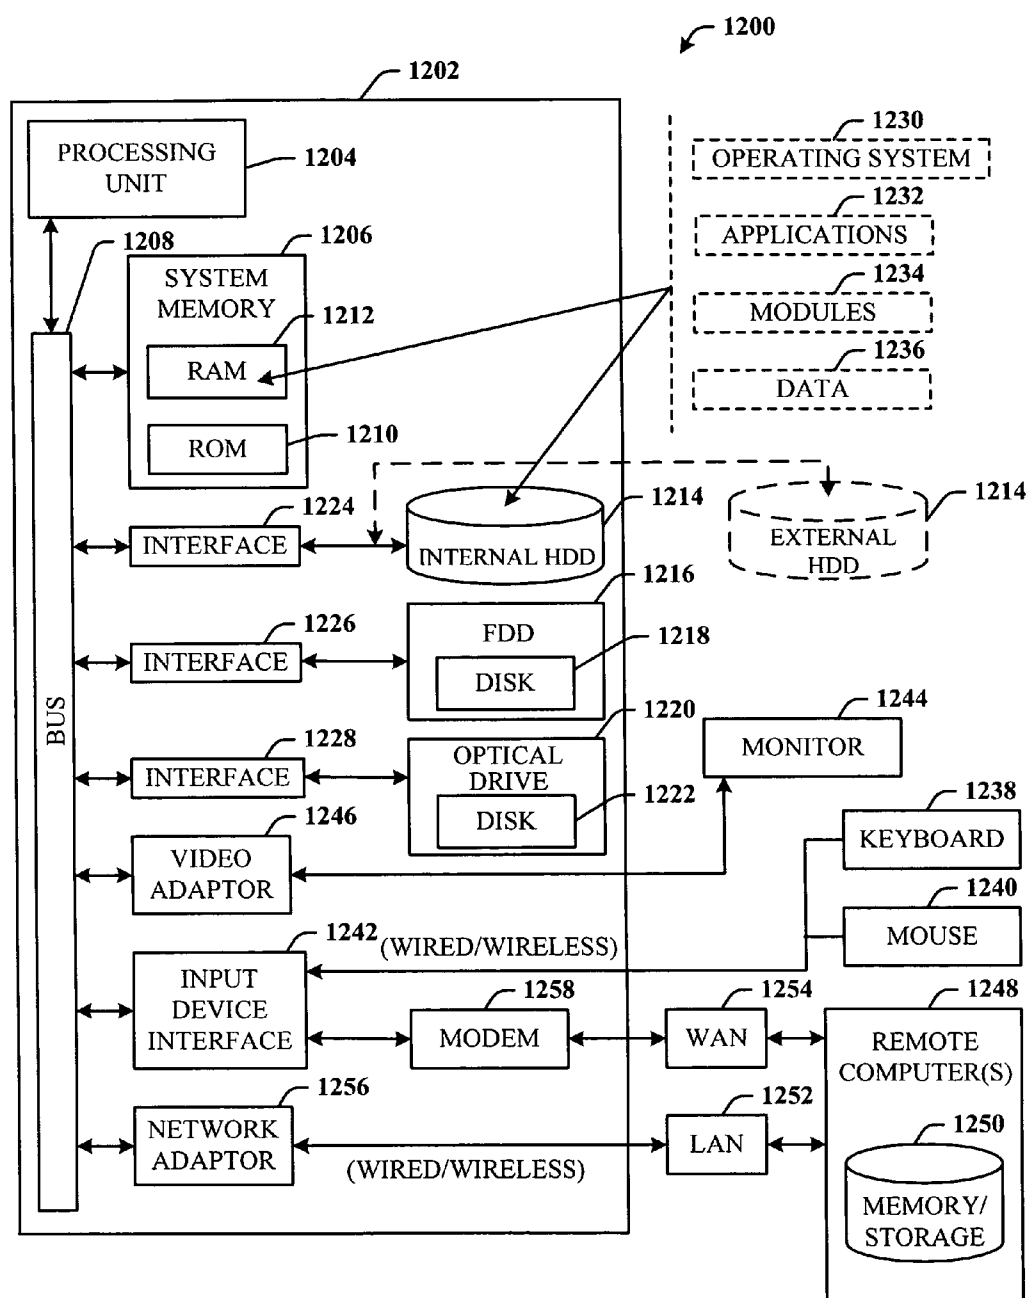 1200
1202
PROCESSING
UNIT
1204
1230
OPERATING SYSTEM
1232
APPLICATIONS
1234
MODULES
1236
DATA
1208
1206
SYSTEM
MEMORY
1212
RAM
1210
ROM
1224
INTERFACE
1214
INTERNAL HDD
1214
EXTERNAL
HDD
1226
INTERFACE
1216
FDD
1218
DISK
BUS
1228
INTERFACE
1220
OPTICAL
DRIVE
1222
DISK
1244
MONITOR
1246
VIDEO
ADAPTOR
1238
KEYBOARD
1240
MOUSE
1242
(WIRED/WIRELESS)
INPUT
DEVICE
INTERFACE
1258
MODEM
1254
WAN
1248
REMOTE
COMPUTER(S)
1256
NETWORK
ADAPTOR
(WIRED/WIRELESS)
1252
LAN
1250
MEMORY/
STORAGE